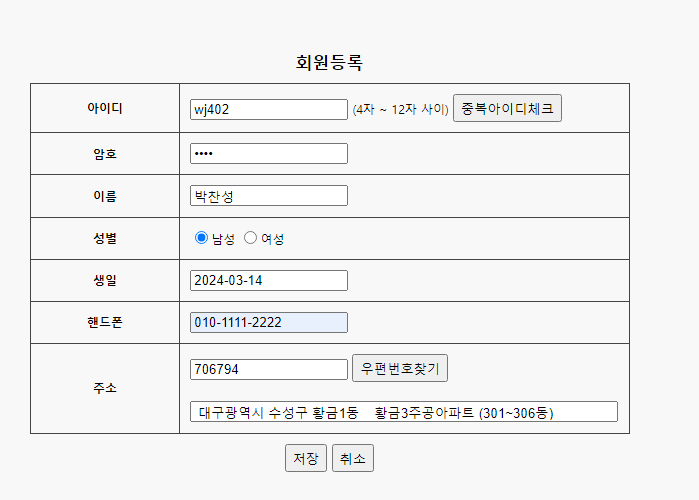 회원등록
아이디 wj402 (4자 ~ 12자 사이) 중복아이디체크
암호 ••••
이름 박찬성
성별 남성 여성
생일 2024-03-14
핸드폰 010-1111-2222
주소 706794 우편번호찾기
대구광역시 수성구 황금1동 황금3주공아파트 (301~306동)
저장 취소